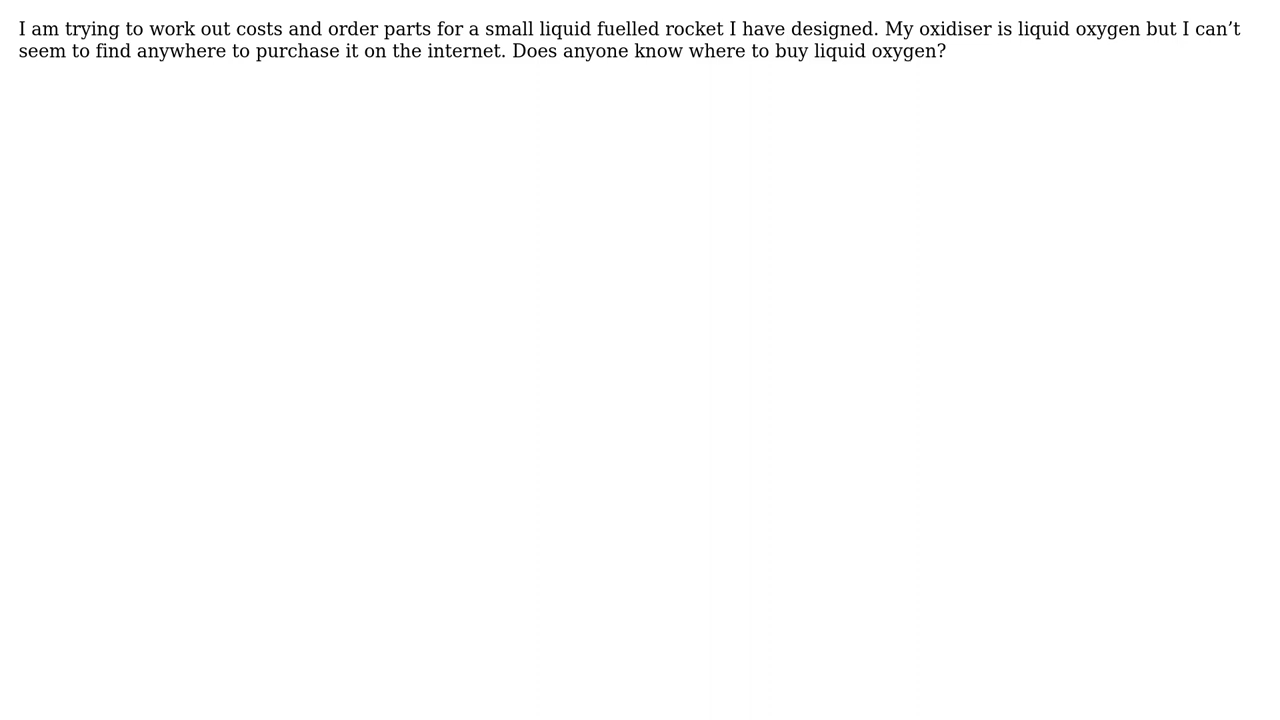 I am trying to work out costs and order parts for a small liquid fuelled rocket I have designed. My oxidiser is liquid oxygen but I can’t
seem to find anywhere to purchase it on the internet. Does anyone know where to buy liquid oxygen?